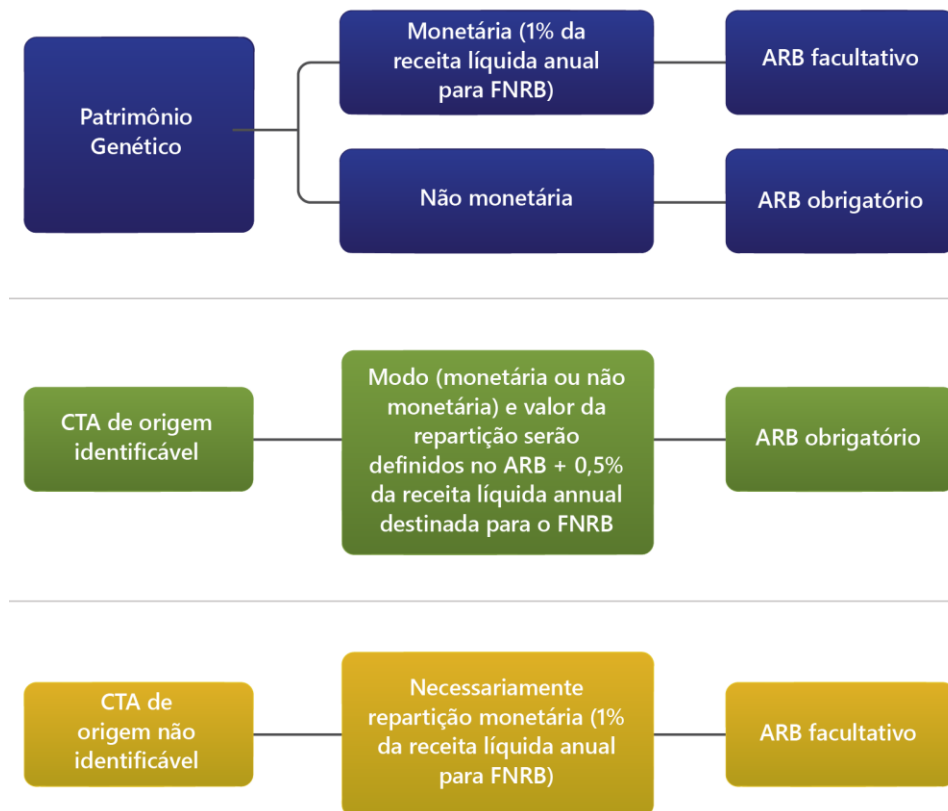 Patrimônio
Genético
Monetária (1% da
receita líquida anual
para FNRB)
ARB facultativo
Não monetária
ARB obrigatório
CTA de origem
identificável
Modo (monetária ou não
monetária) e valor da
repartição serão
definidos no ARB + 0,5%
da receita líquida annual
destinada para o FNRB
ARB obrigatório
CTA de
origem não
identificável
Necessariamente
repartição monetária (1%
da receita líquida anual
para FNRB)
ARB facultativo